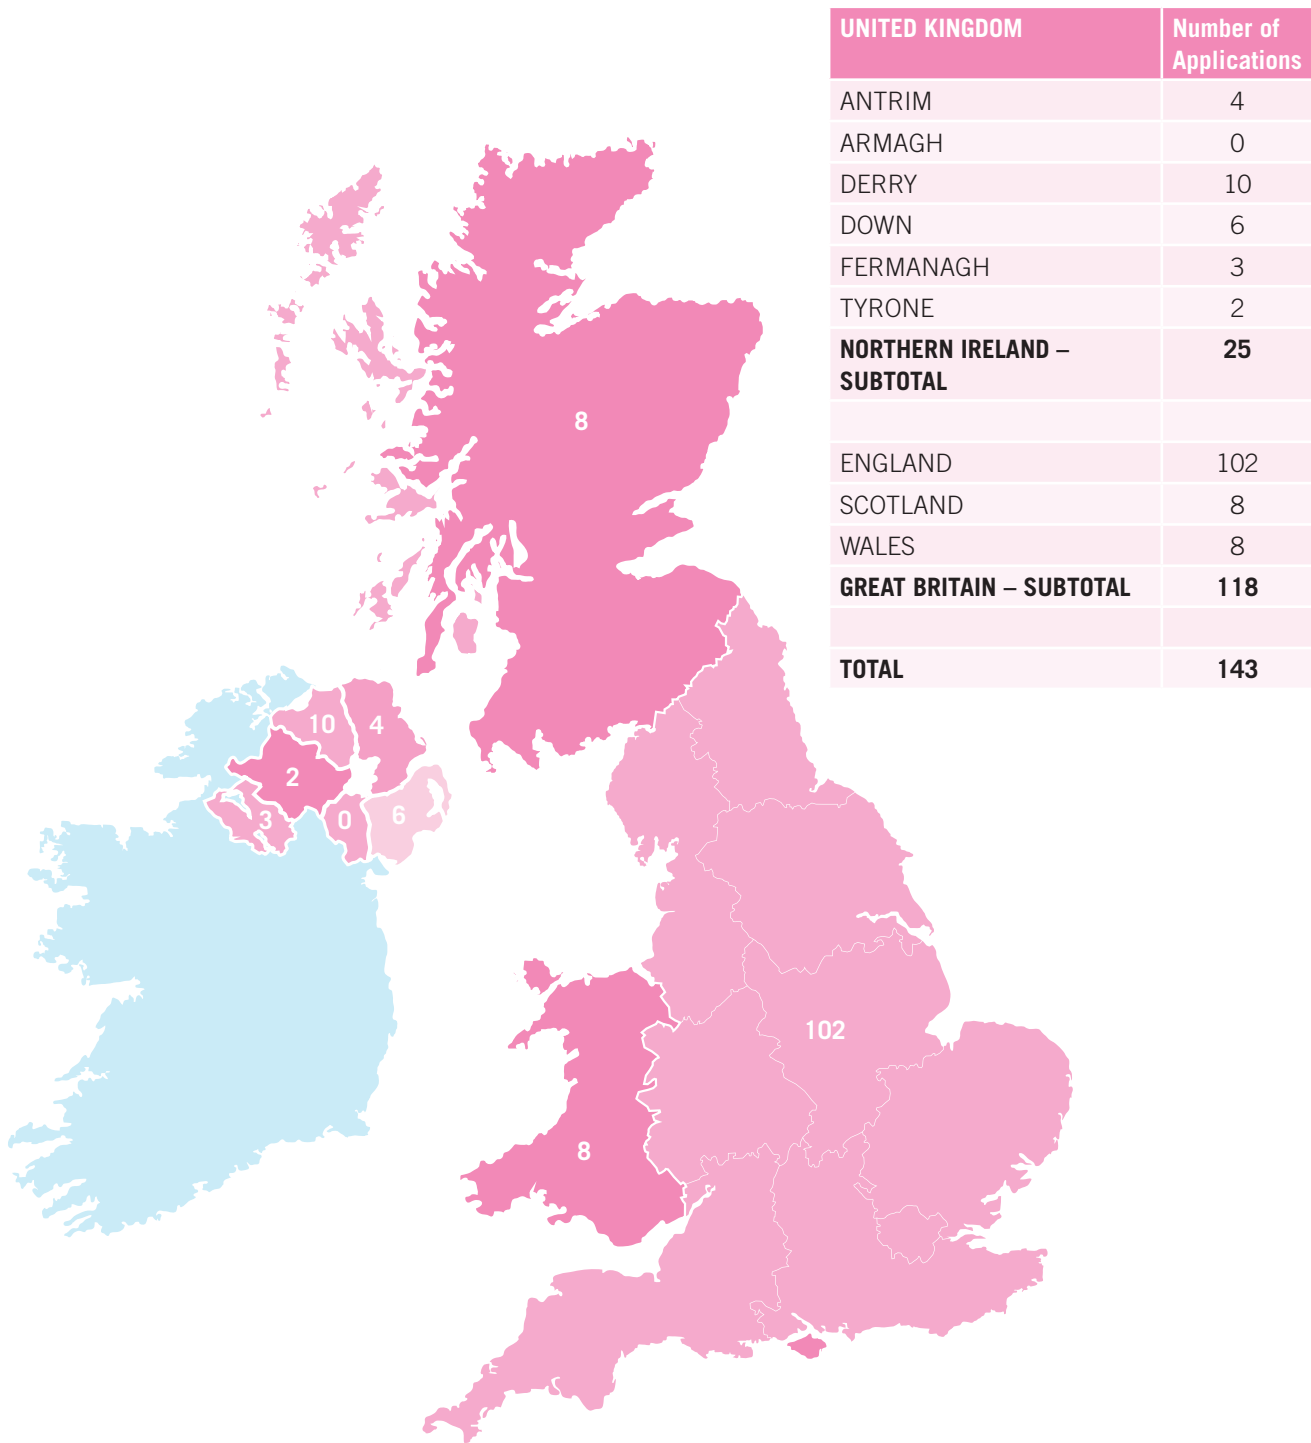 UNITED KINGDOM Number of
Applications
ANTRIM 4
ARMAGH 0
DERRY 10
DOWN 6
FERMANAGH 3
TYRONE 2
NORTHERN IRELAND – 25
SUBTOTAL
ENGLAND 102
SCOTLAND 8
WALES 8
GREAT BRITAIN – SUBTOTAL 118
TOTAL 143
8
10
4
2
3
0
6
102
8